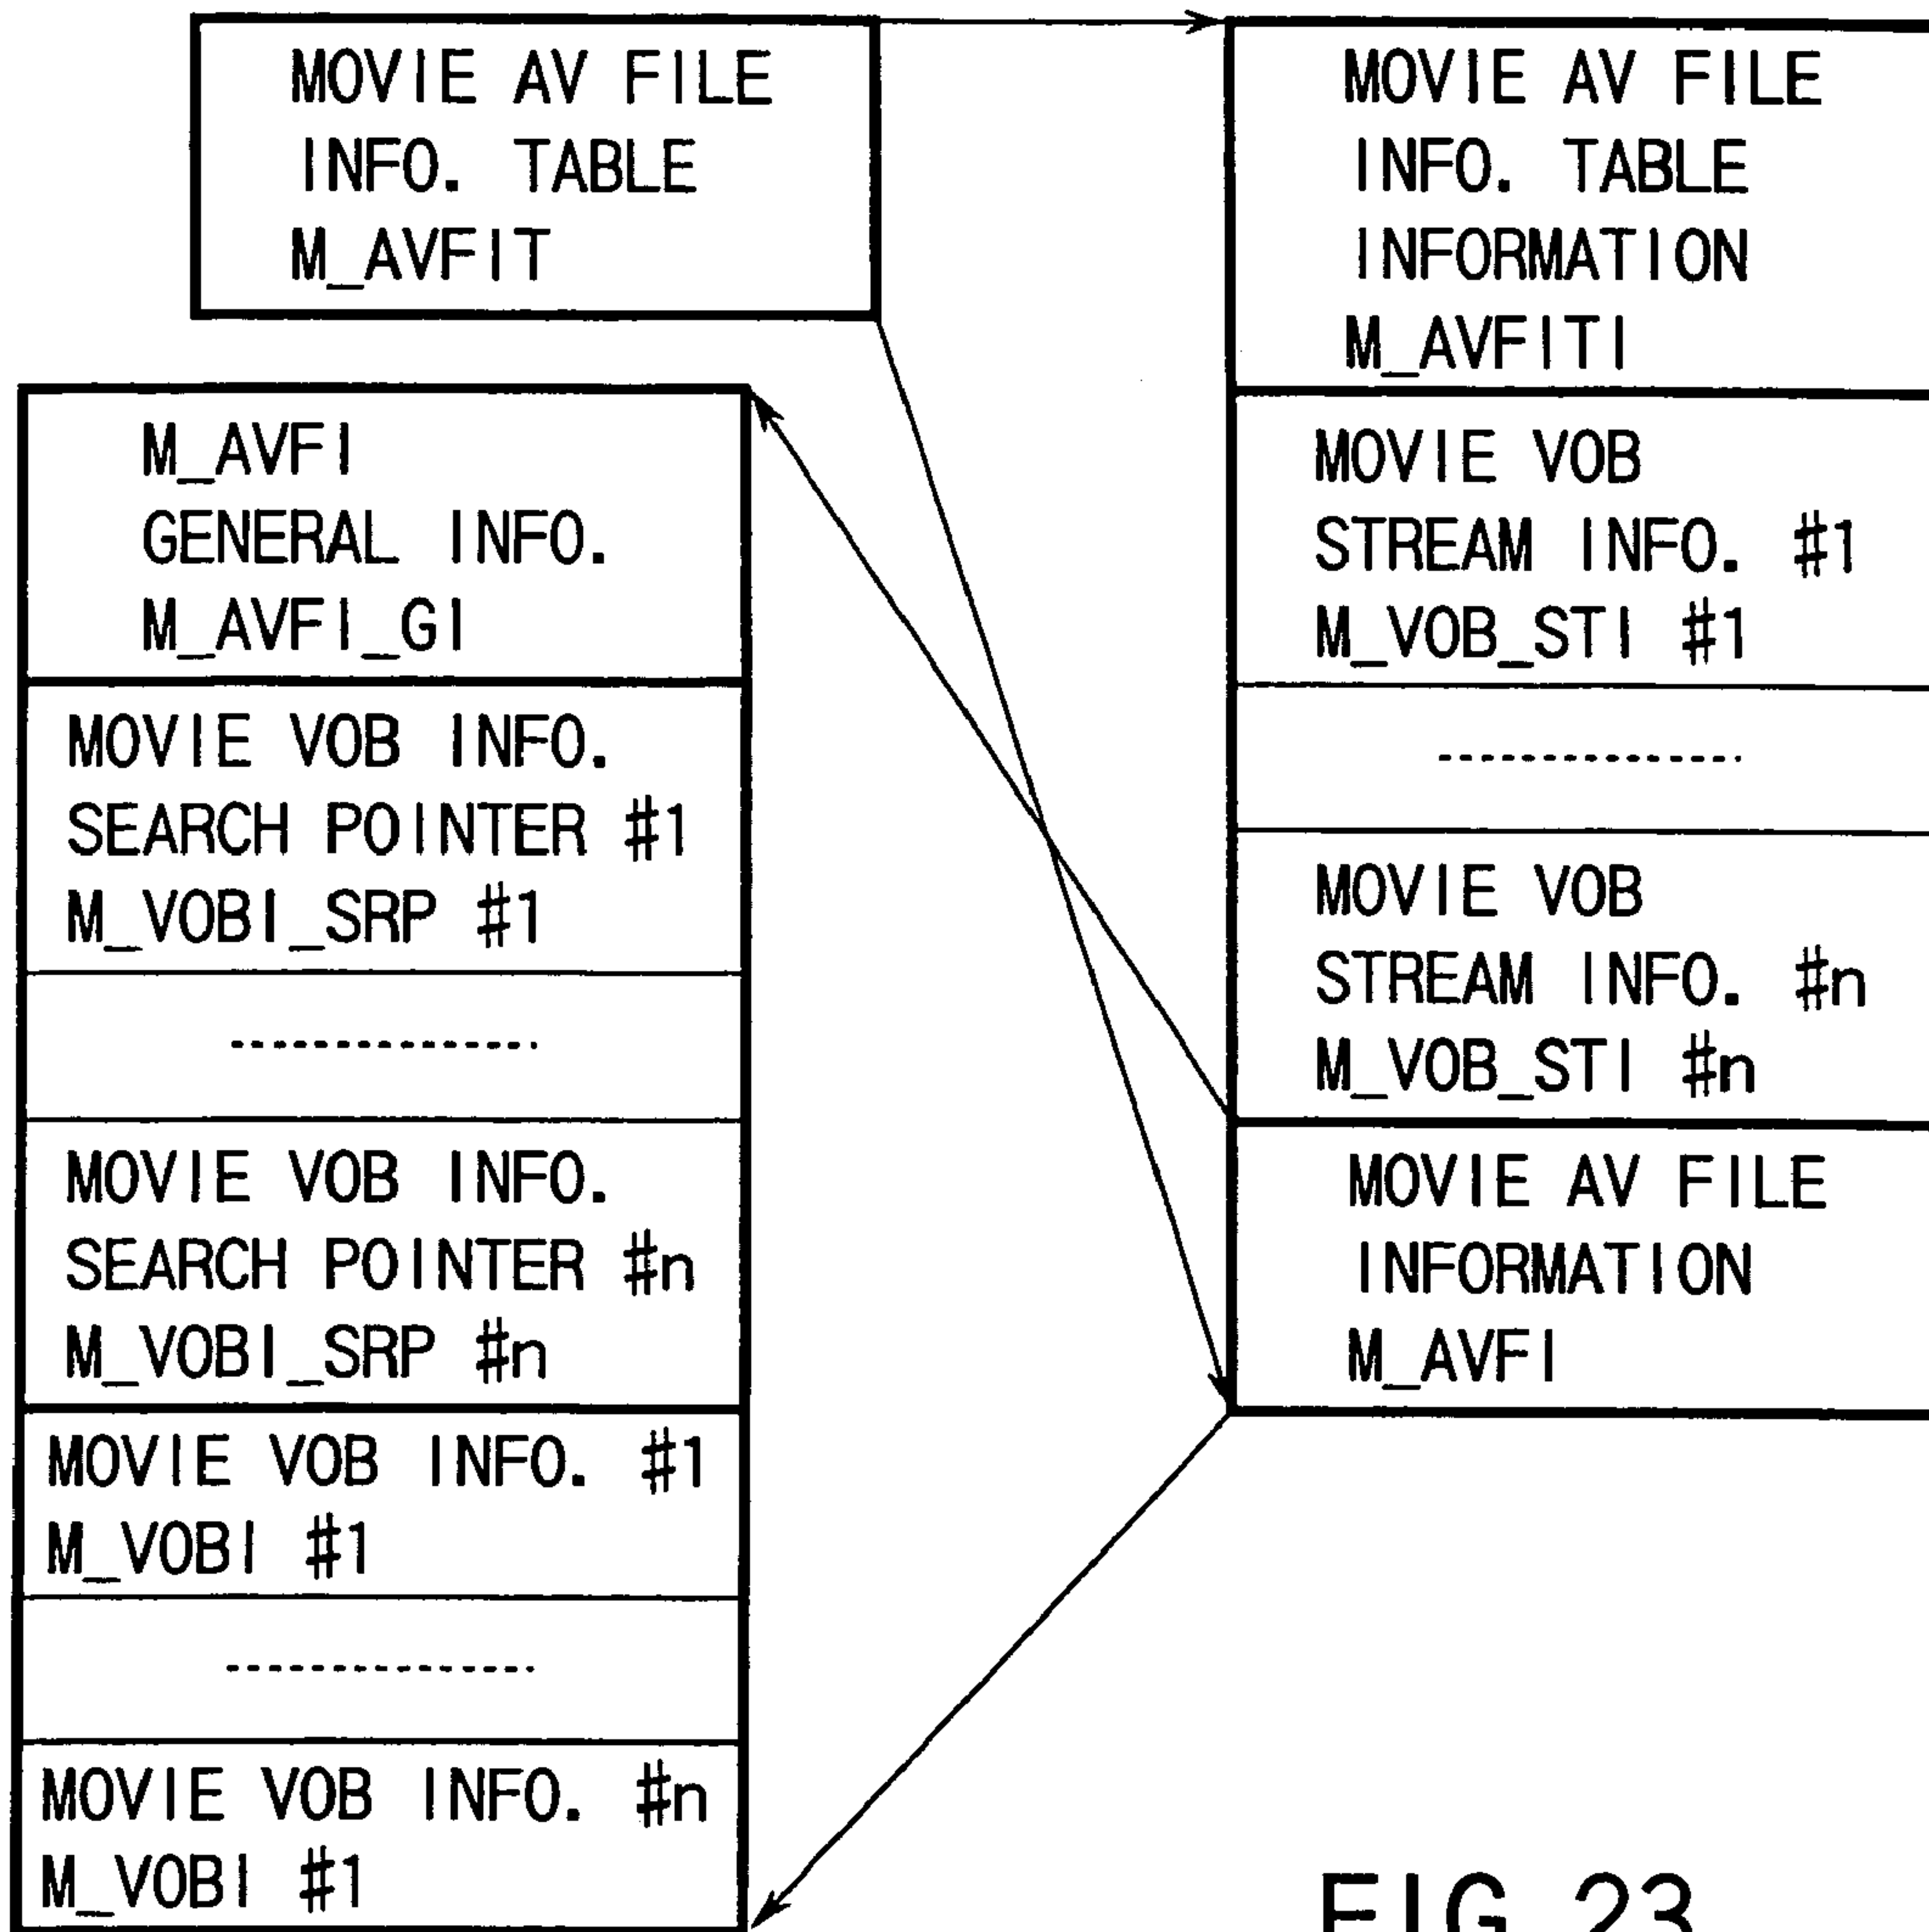 MOVIE AV FILE
INFO. TABLE
M_AVFIT
MOVIE AV FILE
INFO. TABLE
INFORMATION
M_AVFITI
MOVIE VOB
STREAM INFO. #1
M_VOB_STI #1
MOVIE VOB
STREAM INFO. #n
M_VOB_STI #n
MOVIE AV FILE
INFORMATION
M_AVFI
M_AVFI
GENERAL INFO.
M_AVFI_GI
MOVIE VOB INFO.
SEARCH POINTER #1
M_VOBI_SRP #1
MOVIE VOB INFO.
SEARCH POINTER #n
M_VOBI_SRP #n
MOVIE VOB INFO. #1
M_VOBI #1
MOVIE VOB INFO. #n
M_VOBI #1
FIG. 23